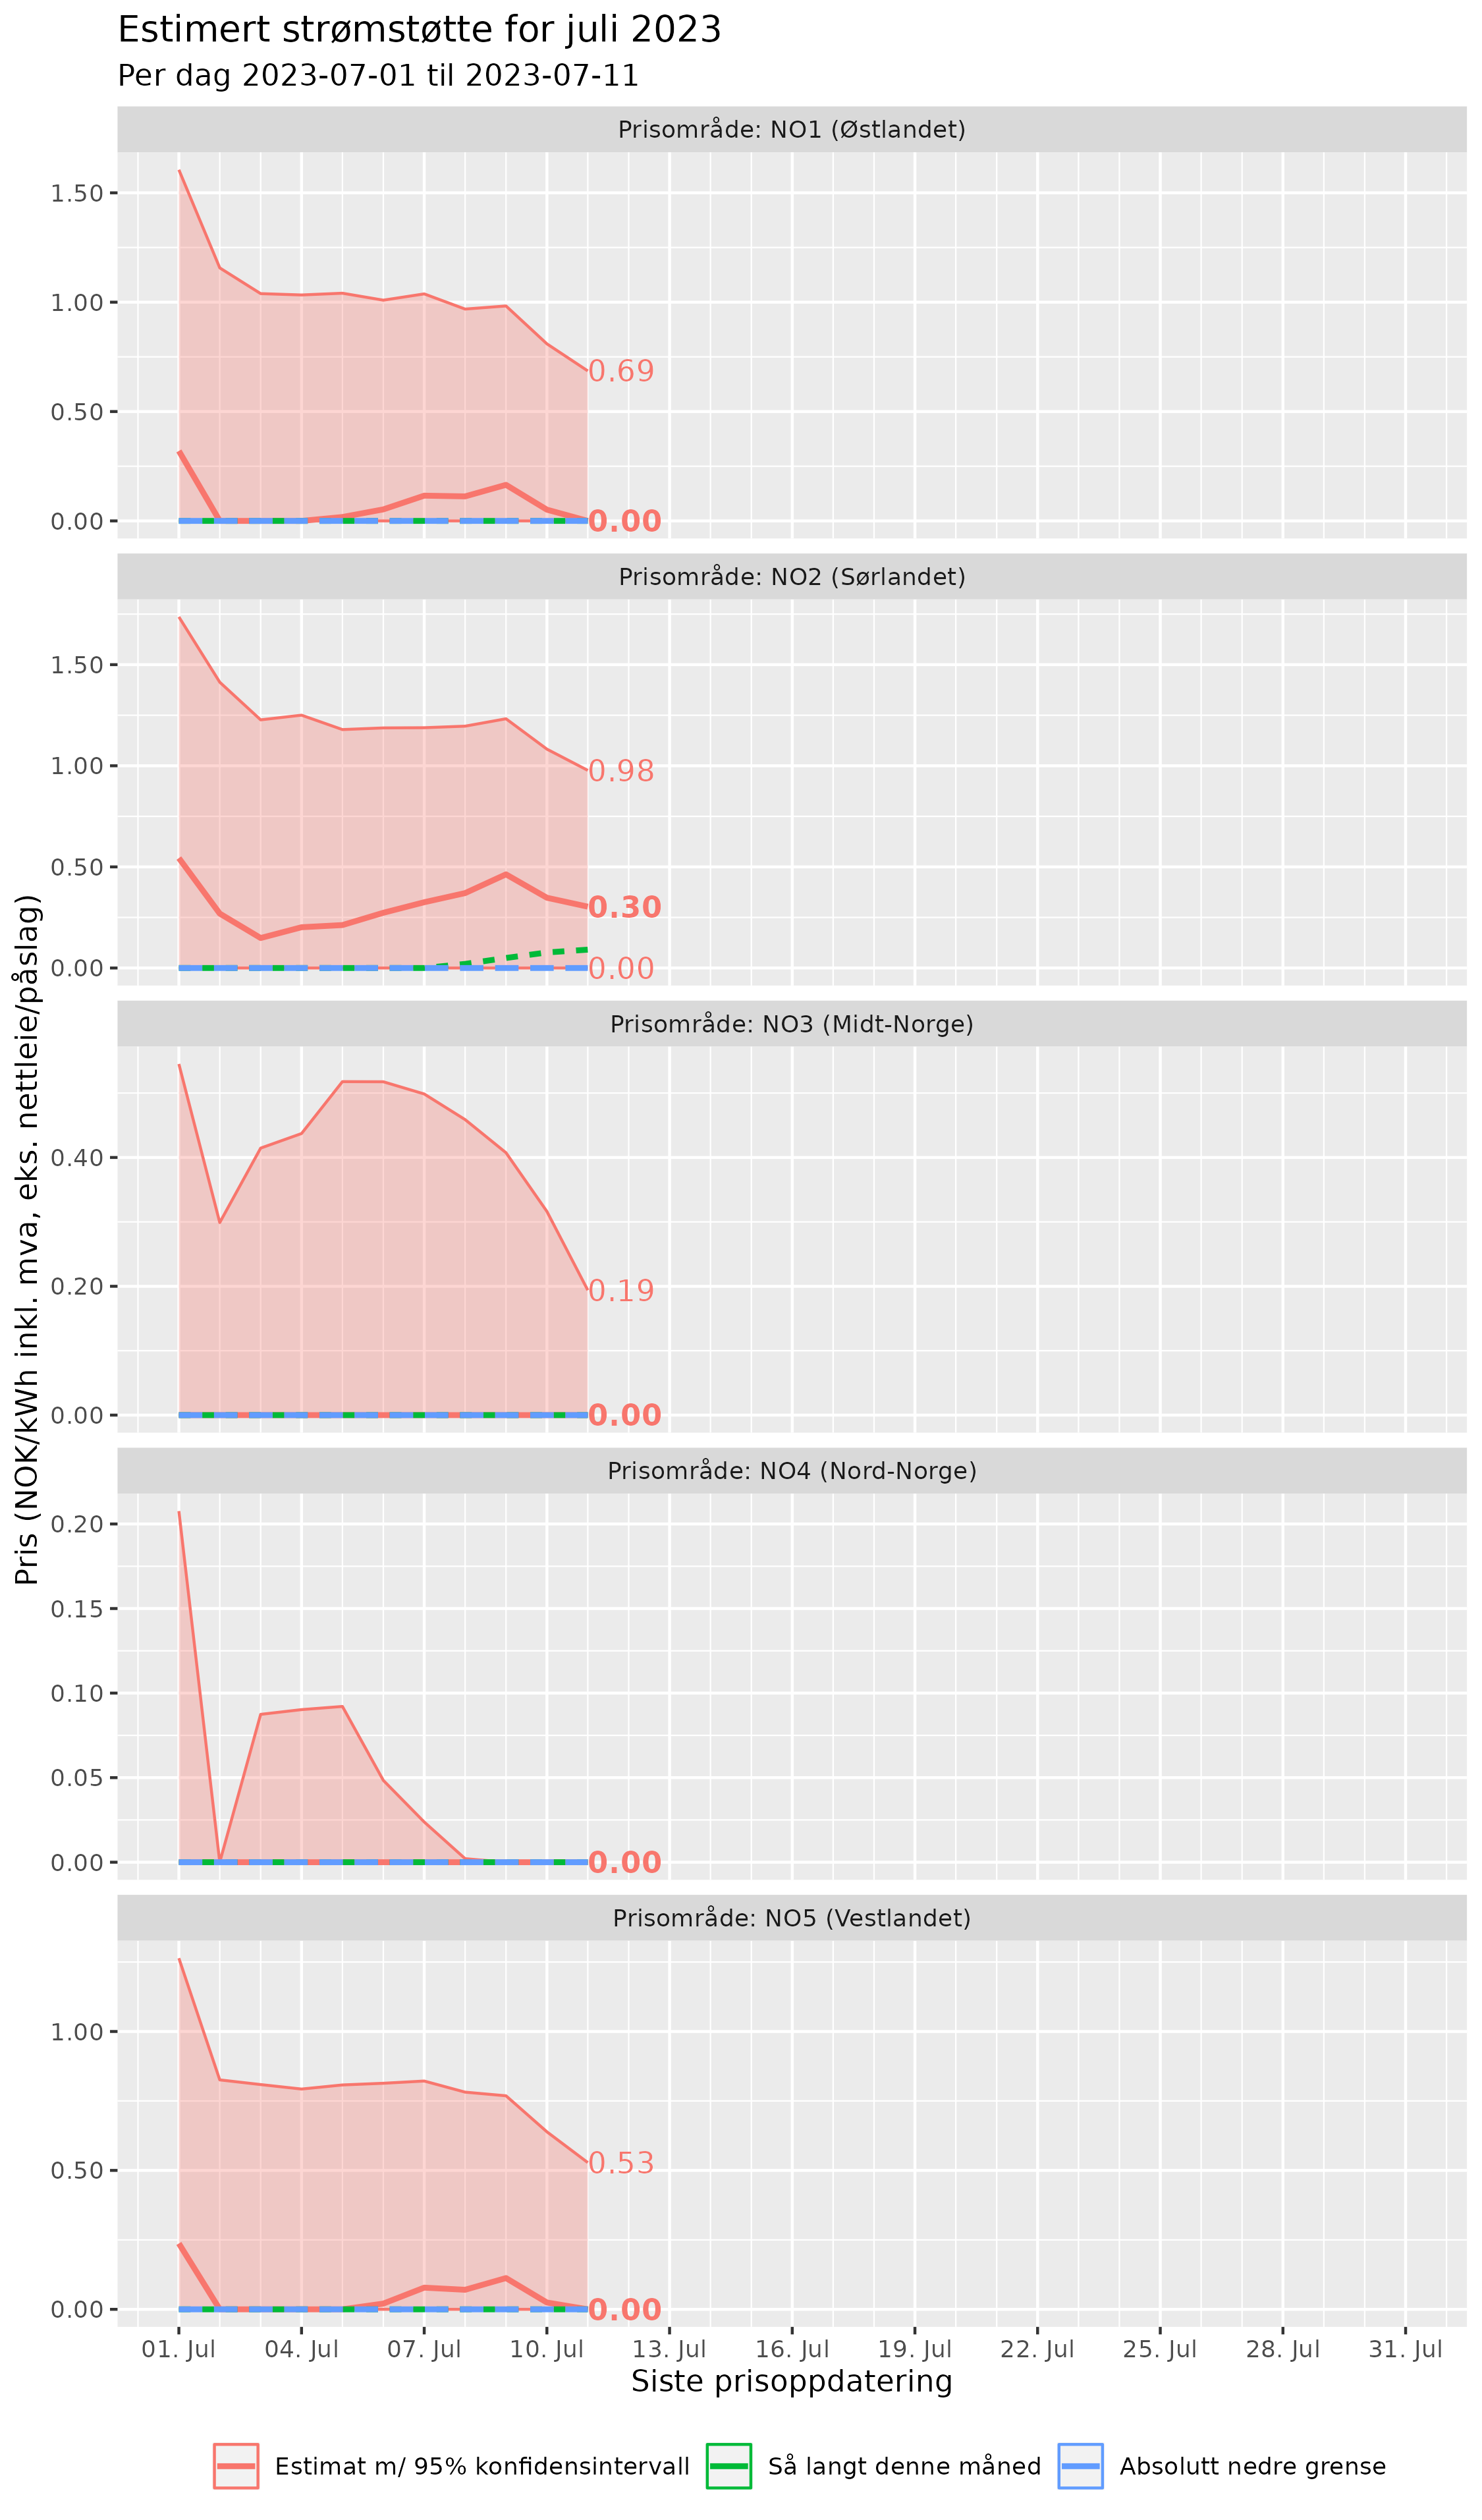 Estimert strømstøtte for juli 2023
Per dag 2023-07-01 til 2023-07-11
Pris (NOK/kWh inkl. mva, eks. nettleie/påslag)
Prisområde: NO1 (Østlandet)
1.50
1.00
0.50
0.00
0.69
0.00
Prisområde: NO2 (Sørlandet)
1.50
1.00
0.50
0.00
0.98
0.30
0.00
Prisområde: NO3 (Midt-Norge)
0.40
0.20
0.00
0.19
0.00
Prisområde: NO4 (Nord-Norge)
0.20
0.15
0.10
0.05
0.00
0.00
Prisområde: NO5 (Vestlandet)
1.00
0.50
0.00
0.53
0.00
01. Jul 04. Jul 07. Jul 10. Jul 13. Jul 16. Jul 19. Jul 22. Jul 25. Jul 28. Jul 31. Jul
Siste prisoppdatering
Estimat m/ 95% konfidensintervall Så langt denne måned Absolutt nedre grense